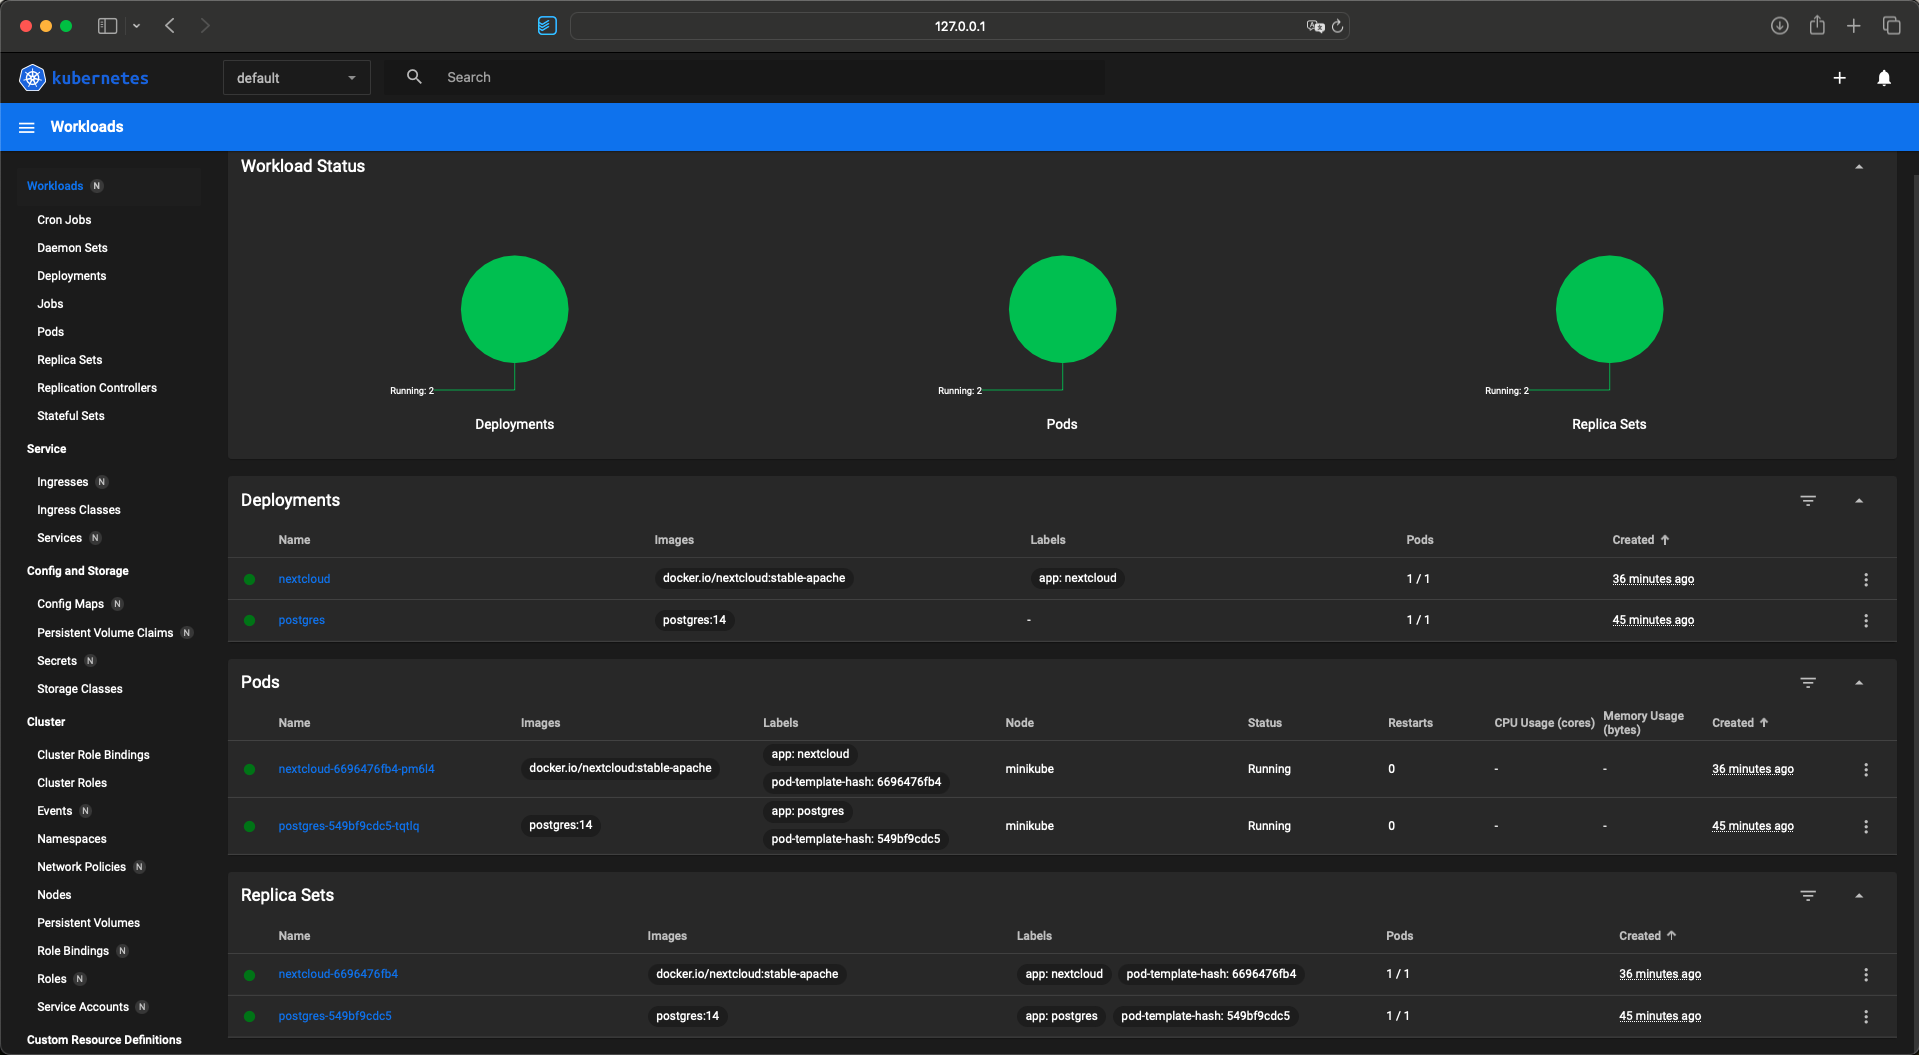 127.0.0.1
kubernetes
default
Search
Workloads
Workloads N
Cron Jobs
Daemon Sets
Deployments
Jobs
Pods
Replica Sets
Replication Controllers
Stateful Sets
Service
Ingresses N
Ingress Classes
Services N
Config and Storage
Config Maps N
Persistent Volume Claims N
Secrets N
Storage Classes
Cluster
Cluster Role Bindings
Cluster Roles
Events N
Namespaces
Network Policies N
Nodes
Persistent Volumes
Role Bindings N
Roles N
Service Accounts N
Custom Resource Definitions
Workload Status
Running: 2
Deployments
Running: 2
Pods
Running: 2
Replica Sets
Deployments
Name Images Labels Pods Created
nextcloud docker.io/nextcloud:stable-apache app: nextcloud 1 / 1 36 minutes ago
postgres postgres:14 - 1 / 1 45 minutes ago
Pods
Name Images Labels Node Status Restarts CPU Usage (cores) Memory Usage (bytes) Created
nextcloud-6696476fb4-pm6l4 docker.io/nextcloud:stable-apache app: nextcloud pod-template-hash: 6696476fb4 minikube Running 0 - - 36 minutes ago
postgres-549bf9cdc5-tqtlq postgres:14 app: postgres pod-template-hash: 549bf9cdc5 minikube Running 0 - - 45 minutes ago
Replica Sets
Name Images Labels Pods Created
nextcloud-6696476fb4 docker.io/nextcloud:stable-apache app: nextcloud pod-template-hash: 6696476fb4 1 / 1 36 minutes ago
postgres-549bf9cdc5 postgres:14 app: postgres pod-template-hash: 549bf9cdc5 1 / 1 45 minutes ago